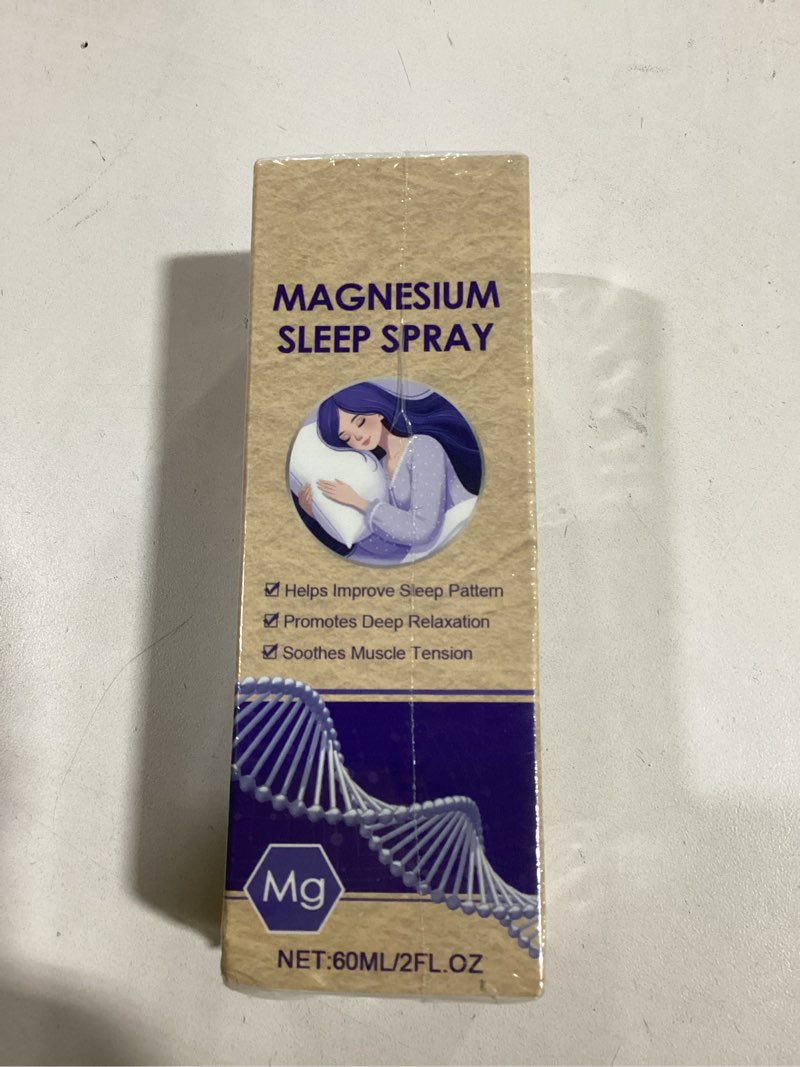 MAGNESIUM
SLEEP SPRAY
Helps Improve Sleep Pattern
Promotes Deep Relaxation
Soothes Muscle Tension
Mg
NET:60ML/2FL.OZ